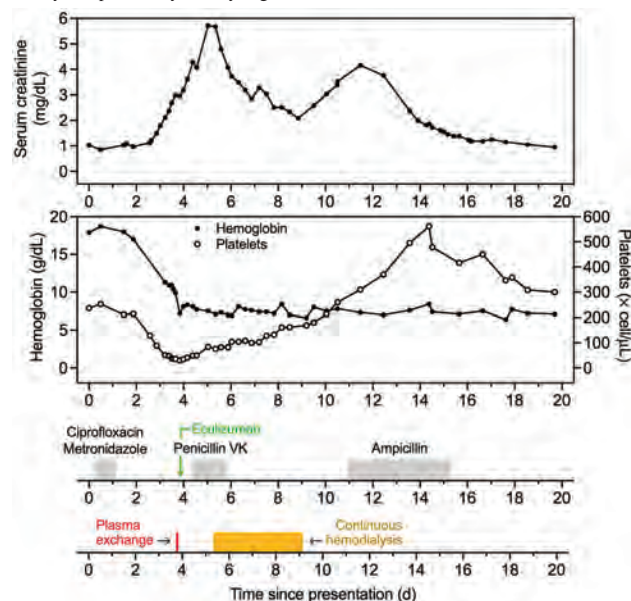 Serum creatinine
(mg/dL)
6
5
4
3
2
1
0
0 2 4 6 8 10 12 14 16 18 20
Hemoglobin (g/dL)
20
15
10
5
0
Hemoglobin
Platelets
600
500
400
300
200
100
0
Platelets (× cell/µL)
0 2 4 6 8 10 12 14 16 18 20
Eculizumab
Ciprofloxacin
Metronidazole
Penicillin VK
Ampicillin
0 2 4 6 8 10 12 14 16 18 20
Plasma
exchange
Continuous
hemodialysis
0 2 4 6 8 10 12 14 16 18 20
Time since presentation (d)